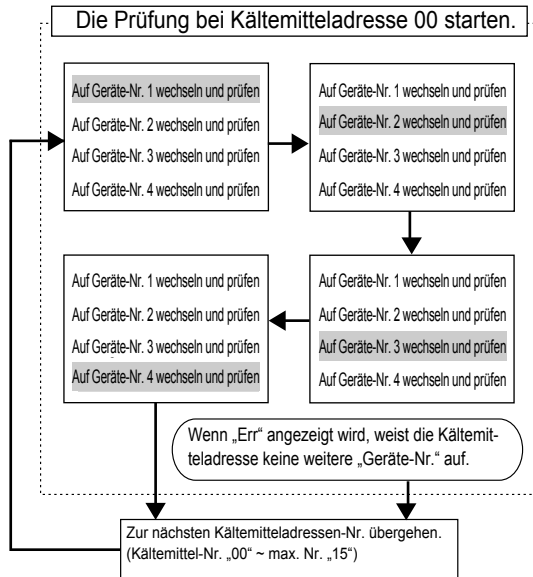 Die Prüfung bei Kältemitteladresse 00 starten.
Auf Geräte-Nr. 1 wechseln und prüfen
Auf Geräte-Nr. 2 wechseln und prüfen
Auf Geräte-Nr. 3 wechseln und prüfen
Auf Geräte-Nr. 4 wechseln und prüfen
Auf Geräte-Nr. 1 wechseln und prüfen
Auf Geräte-Nr. 2 wechseln und prüfen
Auf Geräte-Nr. 3 wechseln und prüfen
Auf Geräte-Nr. 4 wechseln und prüfen
Auf Geräte-Nr. 1 wechseln und prüfen
Auf Geräte-Nr. 2 wechseln und prüfen
Auf Geräte-Nr. 3 wechseln und prüfen
Auf Geräte-Nr. 4 wechseln und prüfen
Auf Geräte-Nr. 1 wechseln und prüfen
Auf Geräte-Nr. 2 wechseln und prüfen
Auf Geräte-Nr. 3 wechseln und prüfen
Auf Geräte-Nr. 4 wechseln und prüfen
Wenn „Err“ angezeigt wird, weist die Kältemit-
teladresse keine weitere „Geräte-Nr.“ auf.
Zur nächsten Kältemitteladressen-Nr. übergehen.
(Kältemittel-Nr. „00“ ~ max. Nr. „15“)